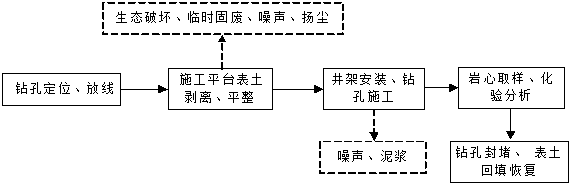 生态破坏、临时固废、噪声、扬尘
钻孔定位、放线
施工平台表土
剥离、平整
井架安装、钻
孔施工
岩心取样、化
验分析
噪声、泥浆
钻孔封堵、表土
回填恢复